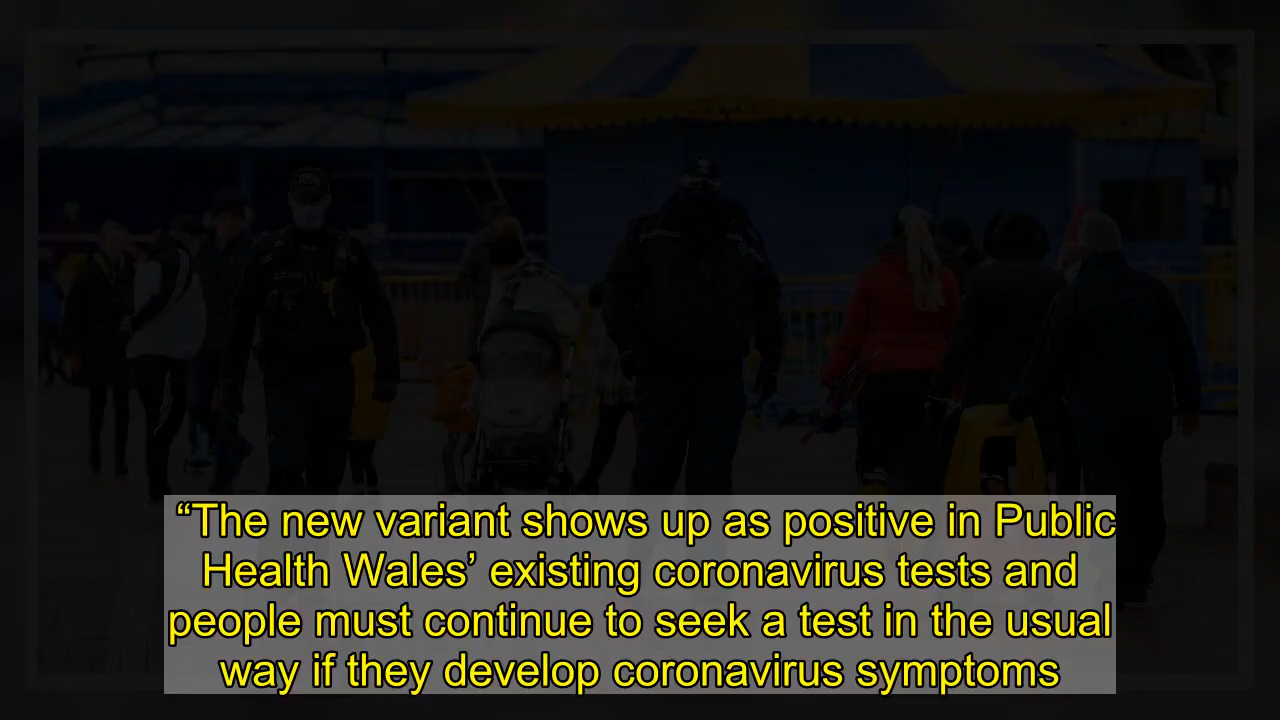 “The new variant shows up as positive in Public
Health Wales’ existing coronavirus tests and
people must continue to seek a test in the usual
way if they develop coronavirus symptoms